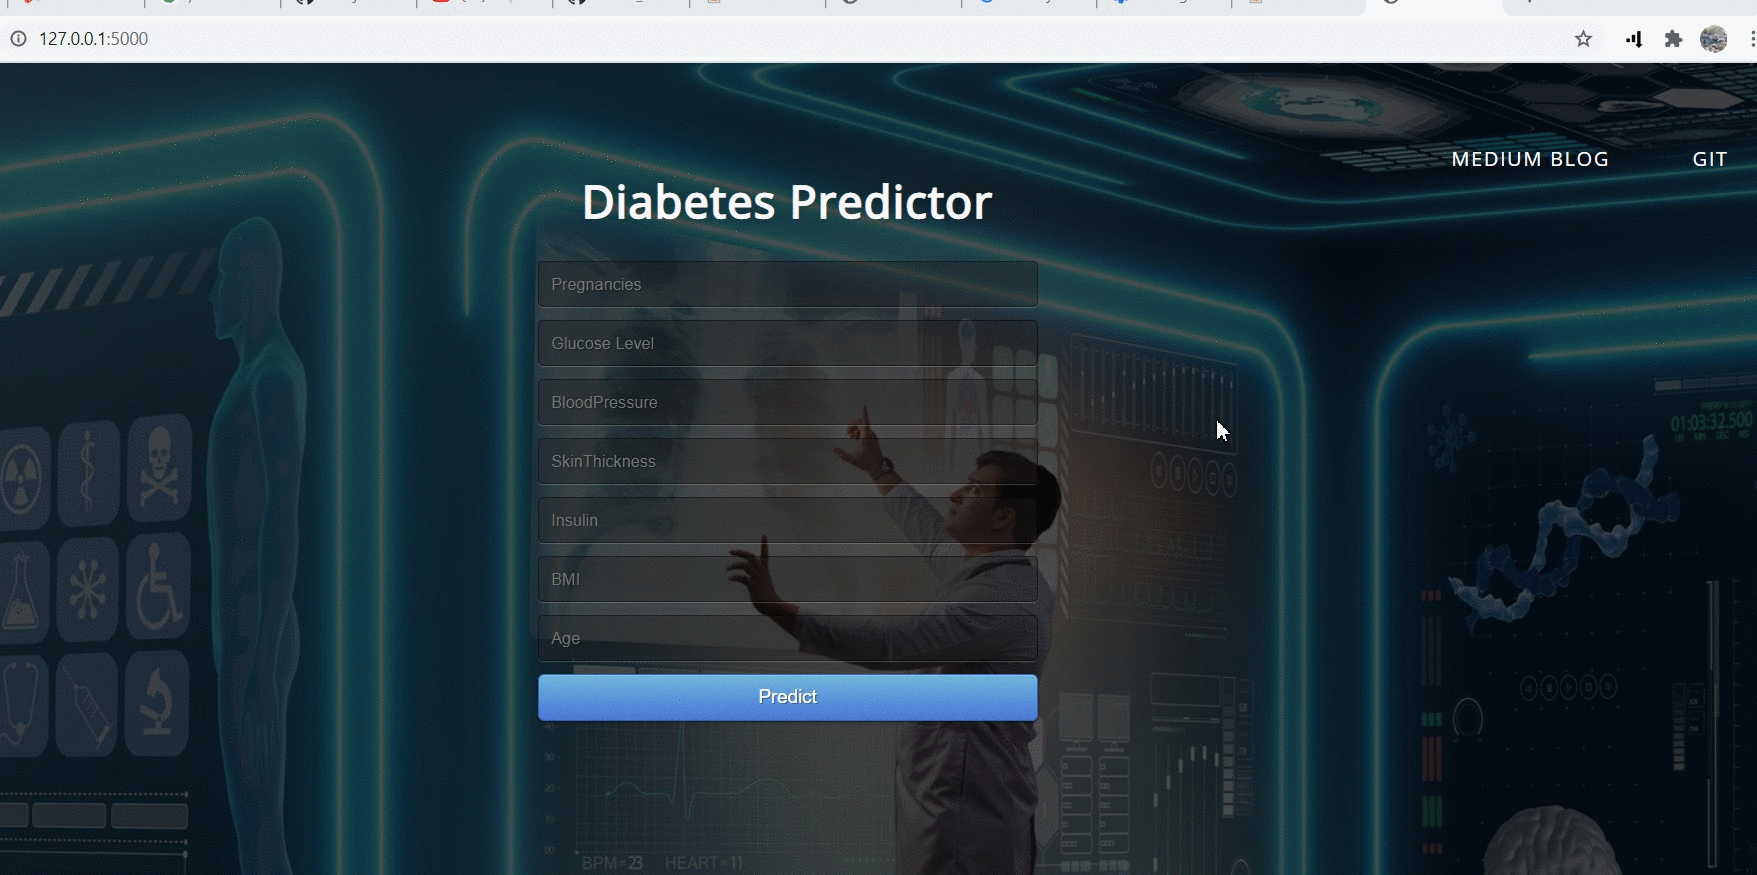 127.0.0.1:5000
MEDIUM BLOG
GIT
Diabetes Predictor
Pregnancies
Glucose Level
BloodPressure
SkinThickness
Insulin
BMI
Age
Predict
01:03:32.500
BPM=23 HEART=11